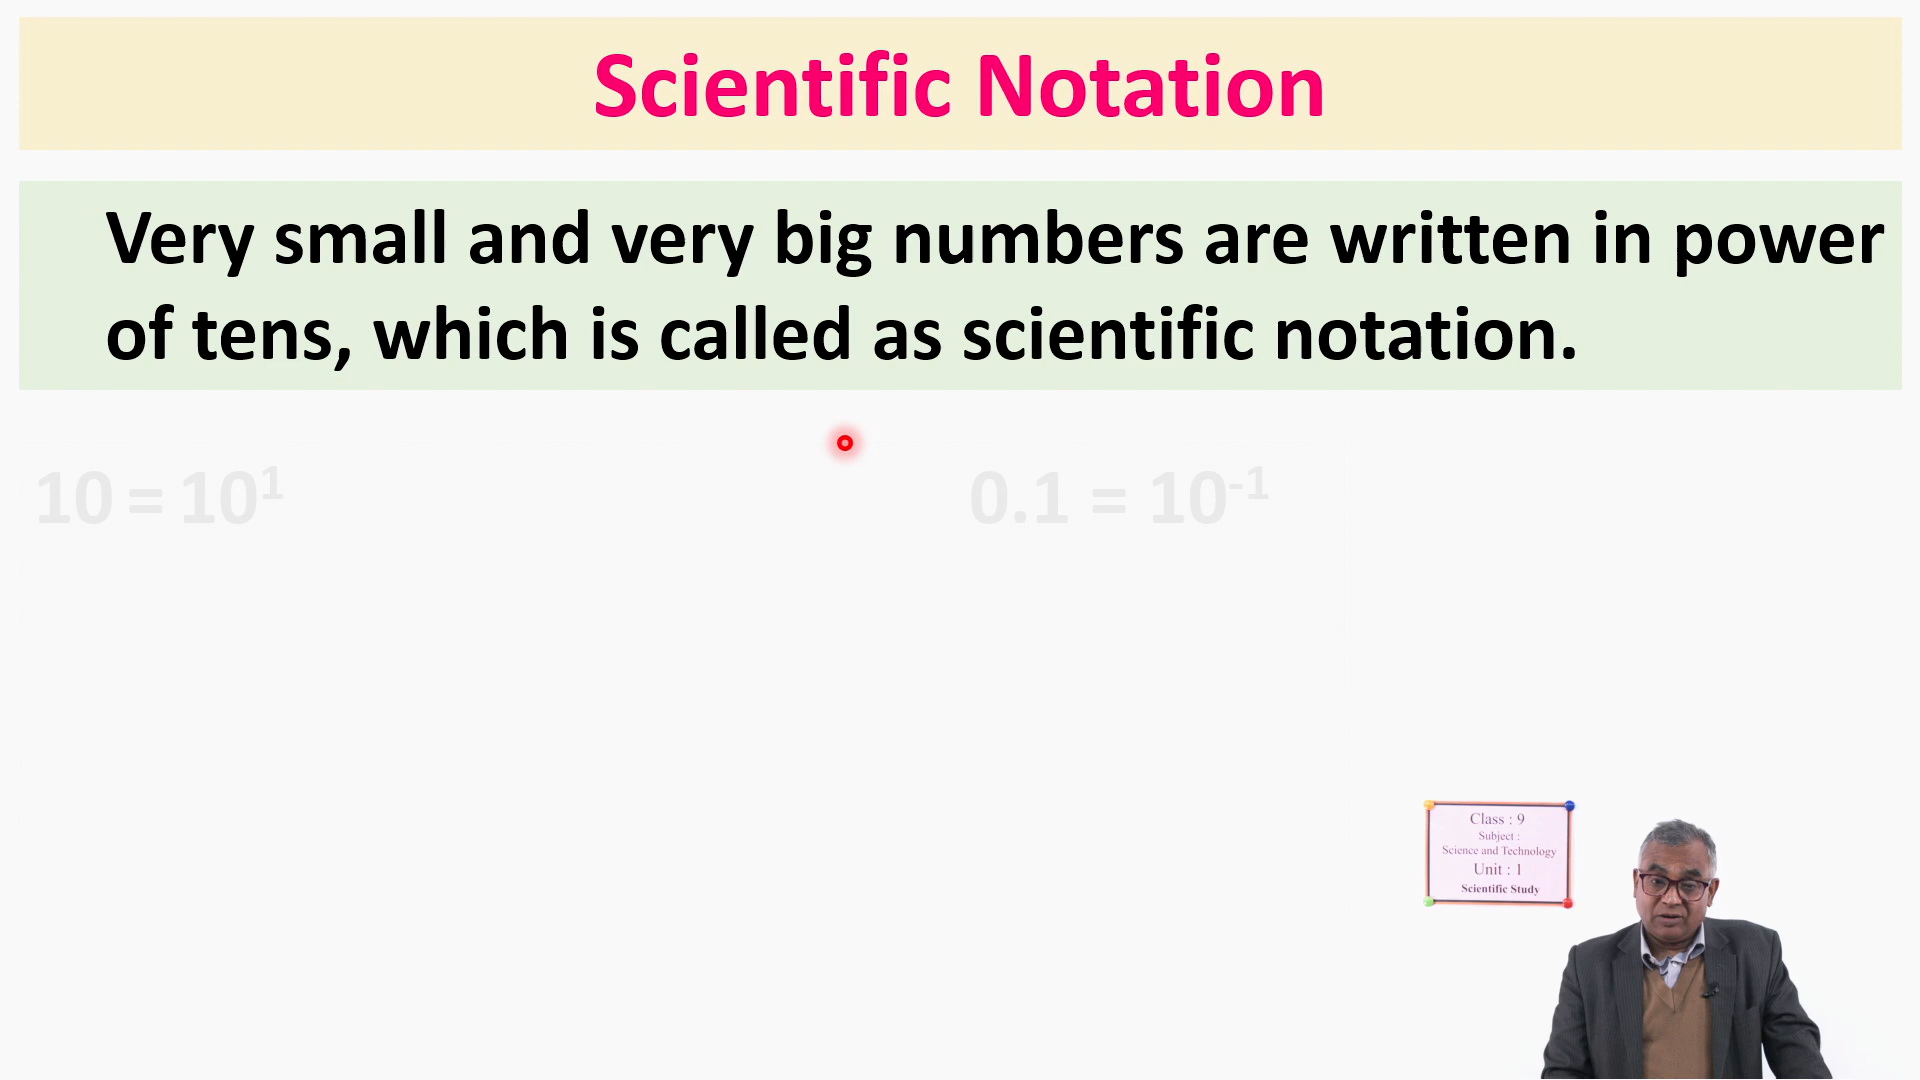 Scientific Notation
Very small and very big numbers are written in power
of tens, which is called as scientific notation.
10 = 10¹
0.1 = 10⁻¹
Class : 9
Subject :
Science and Technology
Unit : 1
Scientific Study